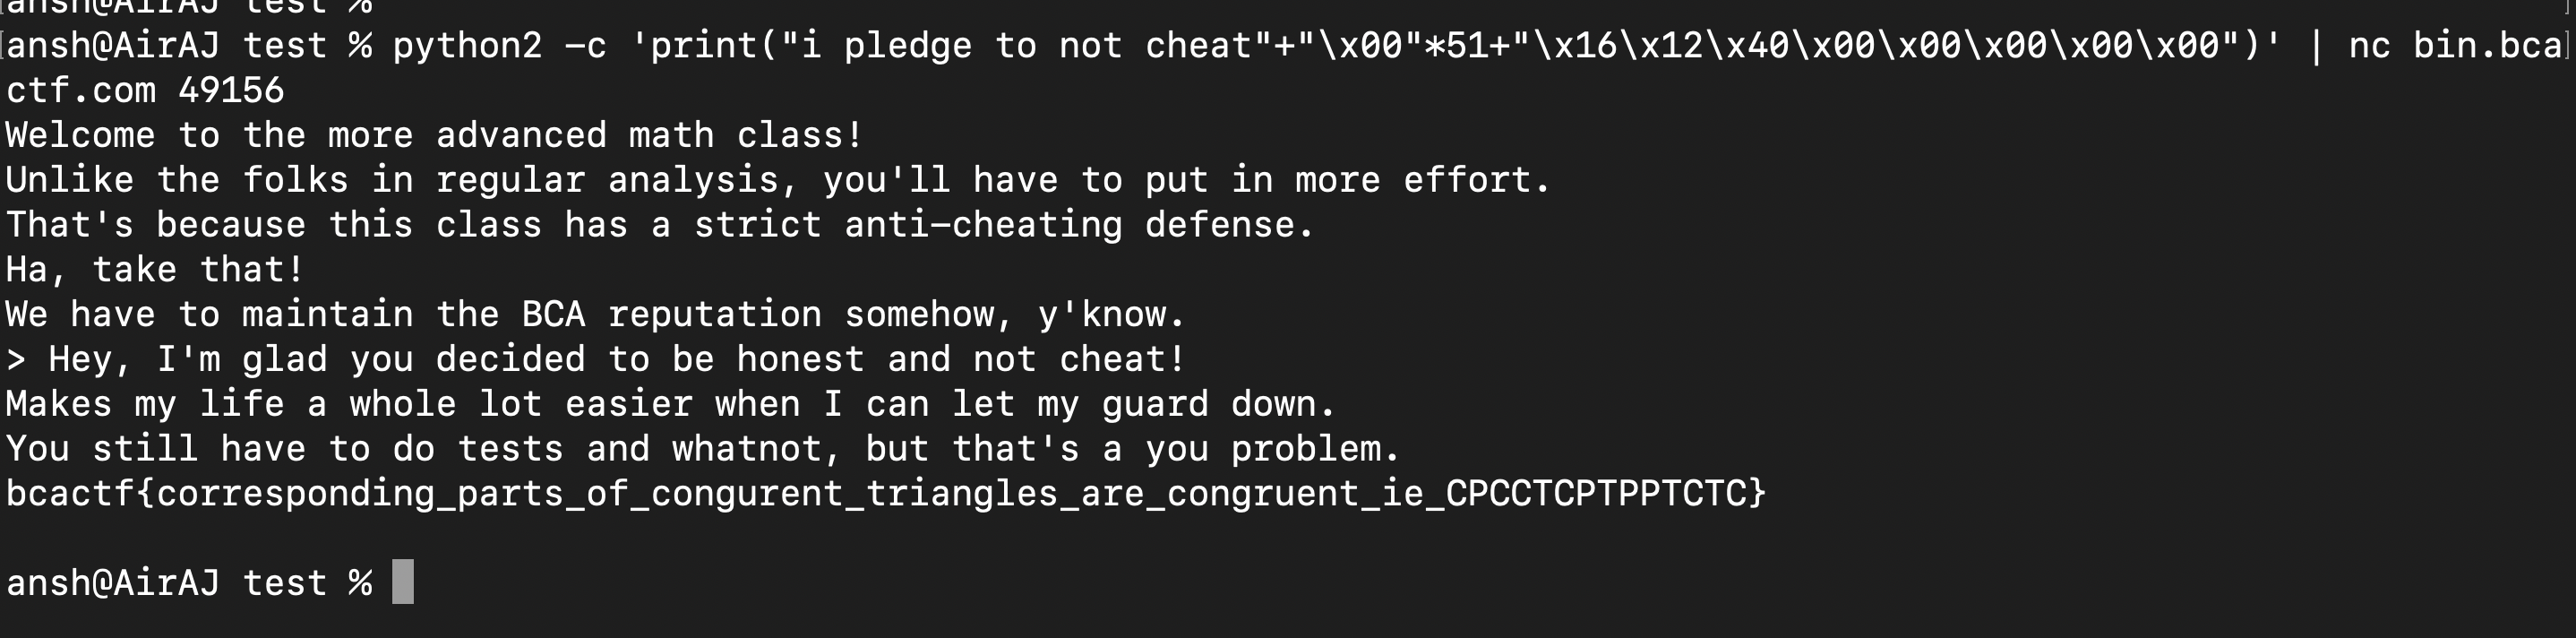 ansh@AirAJ test %
ansh@AirAJ test % python2 -c 'print("i pledge to not cheat"+"\x00"*51+"\x16\x12\x40\x00\x00\x00\x00\x00")' | nc bin.bca
ctf.com 49156
Welcome to the more advanced math class!
Unlike the folks in regular analysis, you'll have to put in more effort.
That's because this class has a strict anti-cheating defense.
Ha, take that!
We have to maintain the BCA reputation somehow, y'know.
> Hey, I'm glad you decided to be honest and not cheat!
Makes my life a whole lot easier when I can let my guard down.
You still have to do tests and whatnot, but that's a you problem.
bcactf{corresponding_parts_of_congurent_triangles_are_congruent_ie_CPCCTCPTPPTCTC}
ansh@AirAJ test %